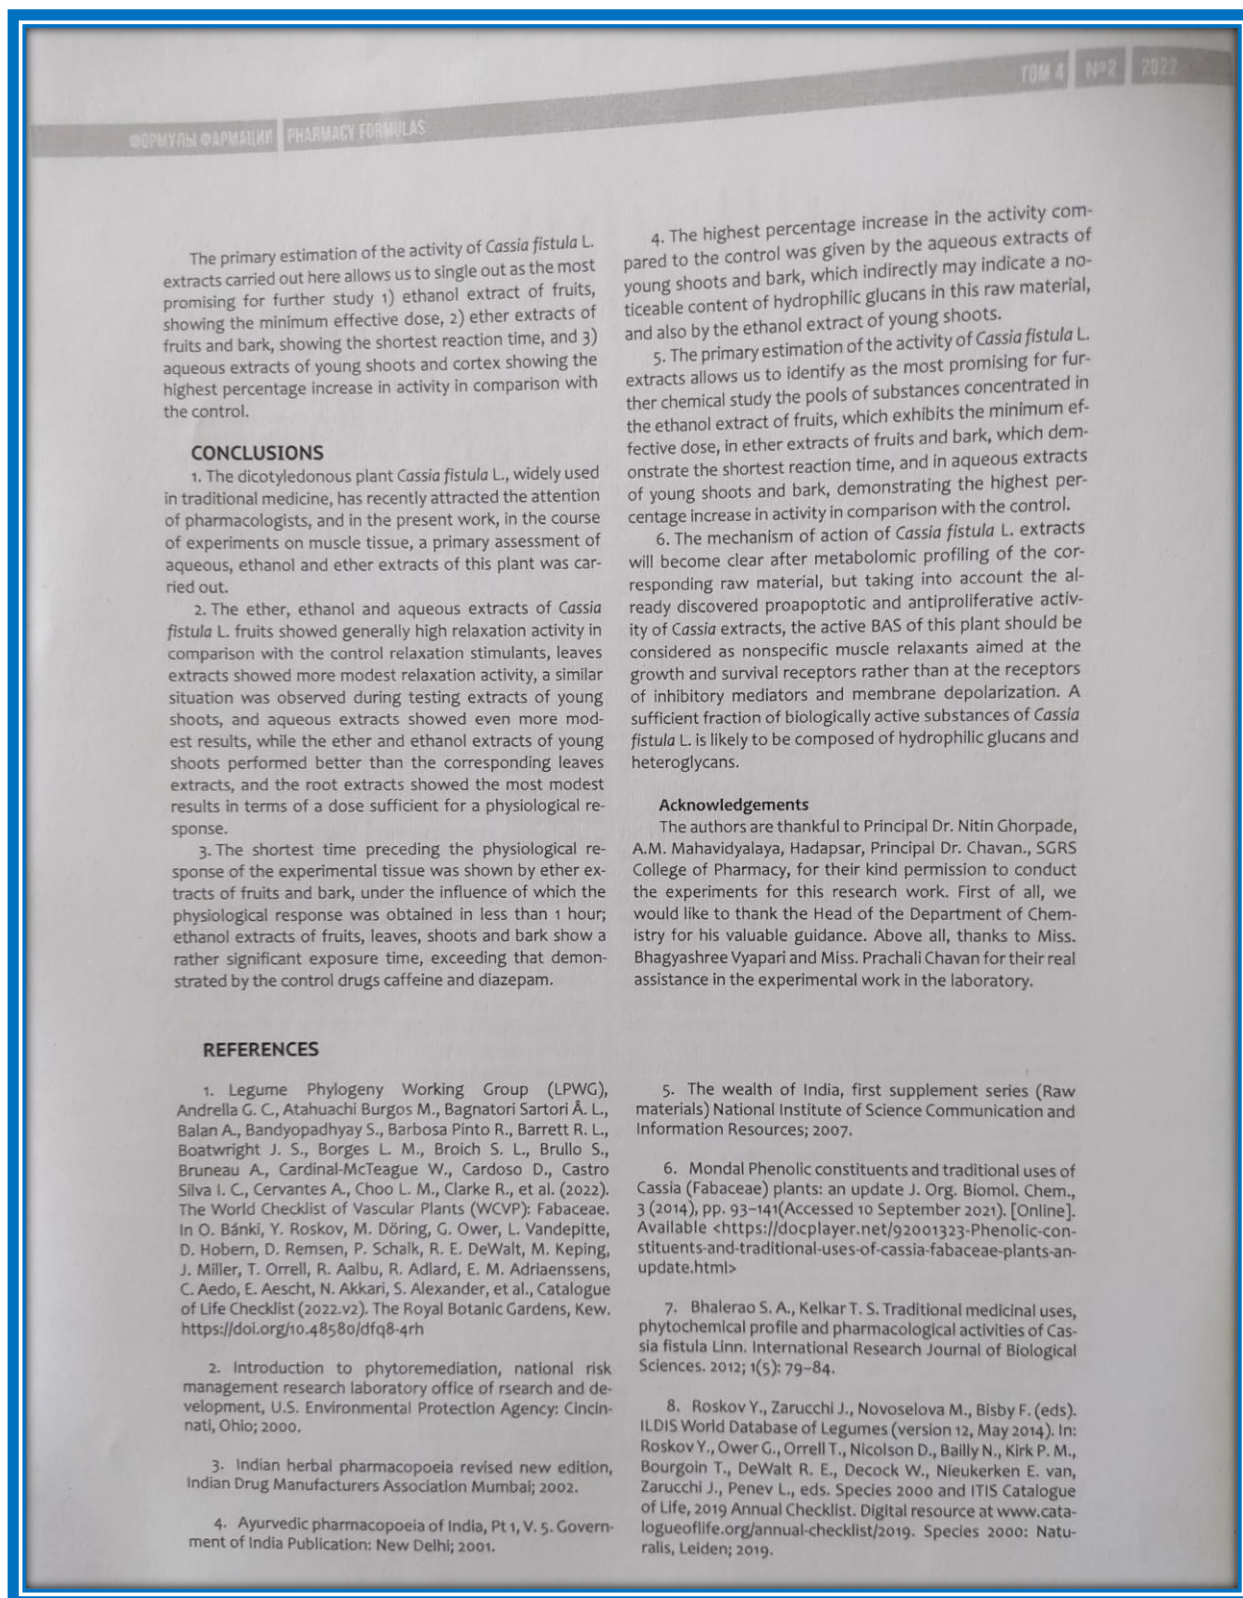 ТОМ 4 №2 2022
ФОРМУЛЫ ФАРМАЦИИ PHARMACY FORMULAS
The primary estimation of the activity of Cassia fistula L.
extracts carried out here allows us to single out as the most
promising for further study 1) ethanol extract of fruits,
showing the minimum effective dose, 2) ether extracts of
fruits and bark, showing the shortest reaction time, and 3)
aqueous extracts of young shoots and cortex showing the
highest percentage increase in activity in comparison with
the control.
CONCLUSIONS
1. The dicotyledonous plant Cassia fistula L., widely used
in traditional medicine, has recently attracted the attention
of pharmacologists, and in the present work, in the course
of experiments on muscle tissue, a primary assessment of
aqueous, ethanol and ether extracts of this plant was car-
ried out.
2. The ether, ethanol and aqueous extracts of Cassia
fistula L. fruits showed generally high relaxation activity in
comparison with the control relaxation stimulants, leaves
extracts showed more modest relaxation activity, a similar
situation was observed during testing extracts of young
shoots, and aqueous extracts showed even more mod-
est results, while the ether and ethanol extracts of young
shoots performed better than the corresponding leaves
extracts, and the root extracts showed the most modest
results in terms of a dose sufficient for a physiological re-
sponse.
3. The shortest time preceding the physiological re-
sponse of the experimental tissue was shown by ether ex-
tracts of fruits and bark, under the influence of which the
physiological response was obtained in less than 1 hour;
ethanol extracts of fruits, leaves, shoots and bark show a
rather significant exposure time, exceeding that demon-
strated by the control drugs caffeine and diazepam.
4. The highest percentage increase in the activity com-
pared to the control was given by the aqueous extracts of
young shoots and bark, which indirectly may indicate a no-
ticeable content of hydrophilic glucans in this raw material,
and also by the ethanol extract of young shoots.
5. The primary estimation of the activity of Cassia fistula L.
extracts allows us to identify as the most promising for fur-
ther chemical study the pools of substances concentrated in
the ethanol extract of fruits, which exhibits the minimum ef-
fective dose, in ether extracts of fruits and bark, which dem-
onstrate the shortest reaction time, and in aqueous extracts
of young shoots and bark, demonstrating the highest per-
centage increase in activity in comparison with the control.
6. The mechanism of action of Cassia fistula L. extracts
will become clear after metabolomic profiling of the cor-
responding raw material, but taking into account the al-
ready discovered proapoptotic and antiproliferative activ-
ity of Cassia extracts, the active BAS of this plant should be
considered as nonspecific muscle relaxants aimed at the
growth and survival receptors rather than at the receptors
of inhibitory mediators and membrane depolarization. A
sufficient fraction of biologically active substances of Cassia
fistula L. is likely to be composed of hydrophilic glucans and
heteroglycans.
Acknowledgements
The authors are thankful to Principal Dr. Nitin Ghorpade,
A.M. Mahavidyalaya, Hadapsar, Principal Dr. Chavan., SGRS
College of Pharmacy, for their kind permission to conduct
the experiments for this research work. First of all, we
would like to thank the Head of the Department of Chem-
istry for his valuable guidance. Above all, thanks to Miss.
Bhagyashree Vyapari and Miss. Prachali Chavan for their real
assistance in the experimental work in the laboratory.
REFERENCES
1. Legume Phylogeny Working Group (LPWG),
Andrella G. C., Atahuachi Burgos M., Bagnatori Sartori Â. L.,
Balan A., Bandyopadhyay S., Barbosa Pinto R., Barrett R. L.,
Boatwright J. S., Borges L. M., Broich S. L., Brullo S.,
Bruneau A., Cardinal-McTeague W., Cardoso D., Castro
Silva I. C., Cervantes A., Choo L. M., Clarke R., et al. (2022).
The World Checklist of Vascular Plants (WCVP): Fabaceae.
In O. Bánki, Y. Roskov, M. Döring, G. Ower, L. Vandepitte,
D. Hobern, D. Remsen, P. Schalk, R. E. DeWalt, M. Keping,
J. Miller, T. Orrell, R. Aalbu, R. Adlard, E. M. Adriaenssens,
C. Aedo, E. Aescht, N. Akkari, S. Alexander, et al., Catalogue
of Life Checklist (2022.v2). The Royal Botanic Gardens, Kew.
https://doi.org/10.48580/dfq8-4rh
2. Introduction to phytoremediation, national risk
management research laboratory office of rsearch and de-
velopment, U.S. Environmental Protection Agency: Cincin-
nati, Ohio; 2000.
3. Indian herbal pharmacopoeia revised new edition,
Indian Drug Manufacturers Association Mumbai; 2002.
4. Ayurvedic pharmacopoeia of India, Pt 1, V. 5. Govern-
ment of India Publication: New Delhi; 2001.
5. The wealth of India, first supplement series (Raw
materials) National Institute of Science Communication and
Information Resources; 2007.
6. Mondal Phenolic constituents and traditional uses of
Cassia (Fabaceae) plants: an update J. Org. Biomol. Chem.,
3 (2014), pp. 93–141(Accessed 10 September 2021). [Online].
Available <https://docplayer.net/92001323-Phenolic-con-
stituents-and-traditional-uses-of-cassia-fabaceae-plants-an-
update.html>
7. Bhalerao S. A., Kelkar T. S. Traditional medicinal uses,
phytochemical profile and pharmacological activities of Cas-
sia fistula Linn. International Research Journal of Biological
Sciences. 2012; 1(5): 79–84.
8. Roskov Y., Zarucchi J., Novoselova M., Bisby F. (eds).
ILDIS World Database of Legumes (version 12, May 2014). In:
Roskov Y., Ower G., Orrell T., Nicolson D., Bailly N., Kirk P. M.,
Bourgoin T., DeWalt R. E., Decock W., Nieukerken E. van,
Zarucchi J., Penev L., eds. Species 2000 and ITIS Catalogue
of Life, 2019 Annual Checklist. Digital resource at www.cata-
logueoflife.org/annual-checklist/2019. Species 2000: Natu-
ralis, Leiden; 2019.